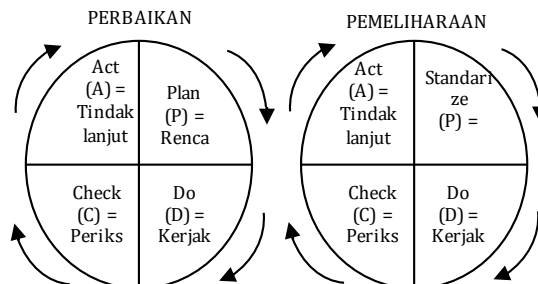 PERBAIKAN
Act
(A) =
Tindak
lanjut
Plan
(P) =
Renca
Check
(C) =
Periks
Do
(D) =
Kerjak
PEMELIHARAAN
Act
(A) =
Tindak
lanjut
Standari
ze
(P) =
Check
(C) =
Periks
Do
(D) =
Kerjak